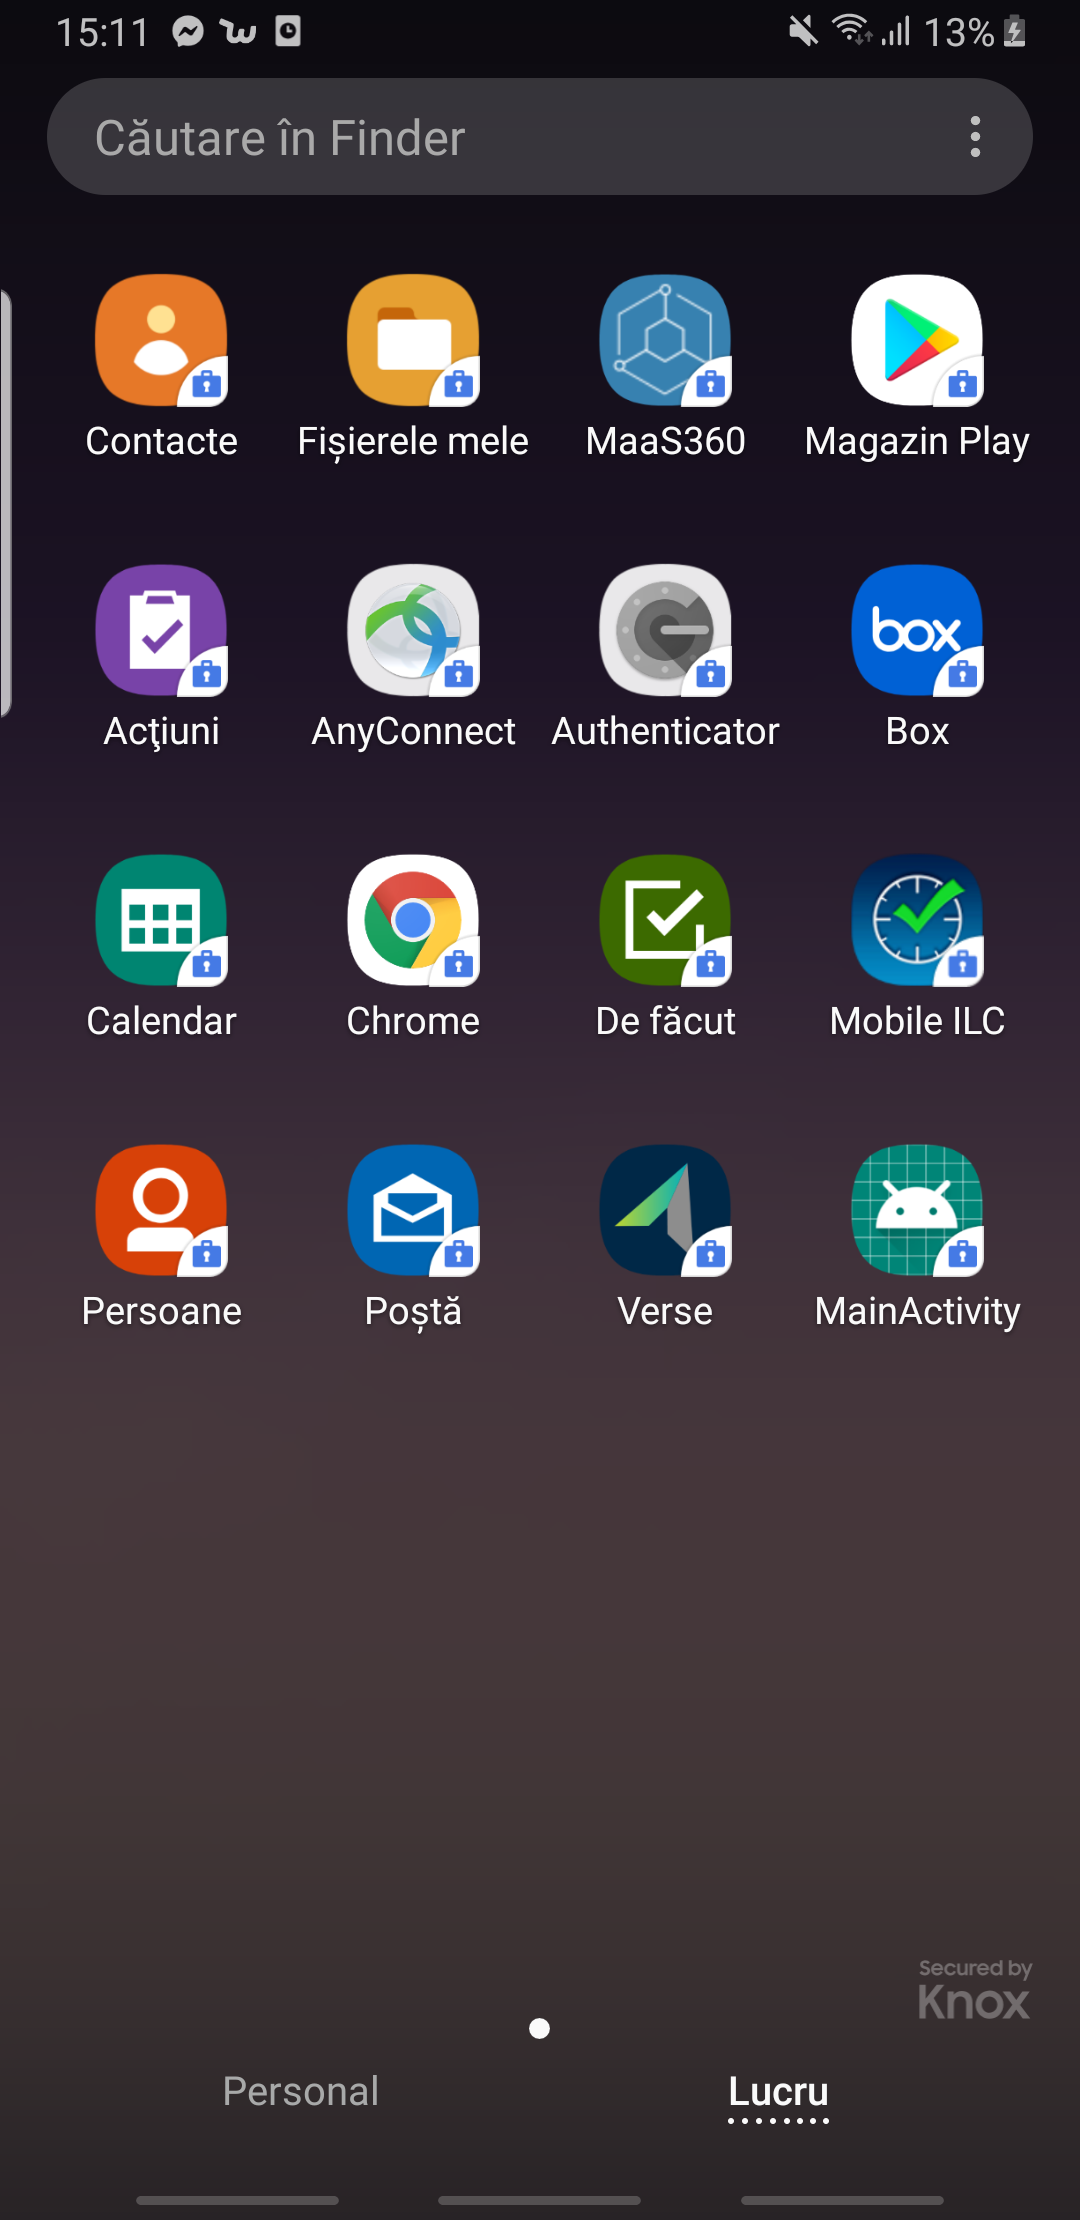 15:11
13%
Căutare în Finder
Contacte
Fișierele mele
MaaS360
Magazin Play
Acţiuni
AnyConnect
Authenticator
box
Box
Calendar
Chrome
De făcut
Mobile ILC
Persoane
Poștă
Verse
MainActivity
Secured by
Knox
Personal
Lucru